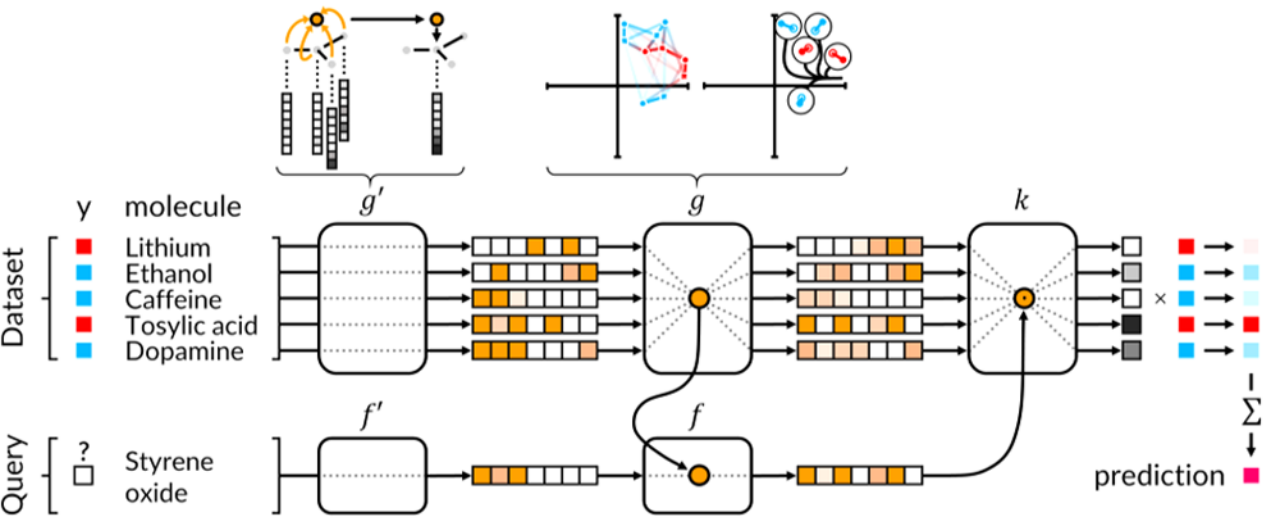 y molecule
g′
g
k
Dataset
Lithium
Ethanol
Caffeine
Tosylic acid
Dopamine
×
Σ
f′
f
Query
?
Styrene
oxide
prediction